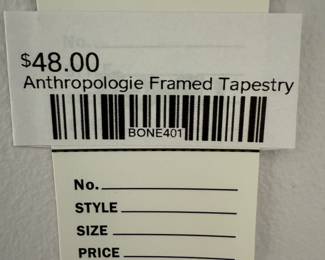 $48.00
Anthropologie Framed Tapestry
BONE401
No.
STYLE
SIZE
PRICE